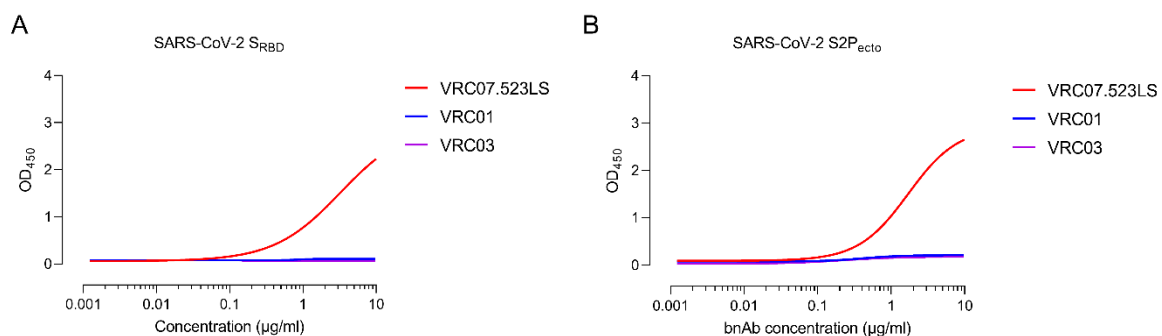 A
SARS-CoV-2 S_RBD
OD450
4
3
2
1
0
0.001 0.01 0.1 1 10
Concentration (µg/ml)
VRC07.523LS
VRC01
VRC03
B
SARS-CoV-2 S2P_ecto
OD450
4
3
2
1
0
0.001 0.01 0.1 1 10
bnAb concentration (µg/ml)
VRC07.523LS
VRC01
VRC03